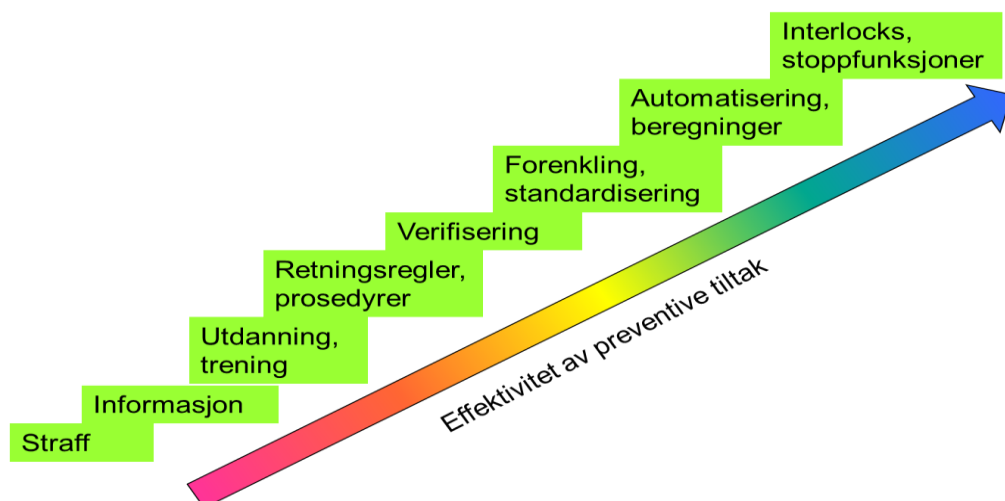 Interlocks,
stoppfunksjoner
Automatisering,
beregninger
Forenkling,
standardisering
Verifisering
Retningsregler,
prosedyrer
Utdanning,
trening
Informasjon
Straff
Effektivitet av preventive tiltak